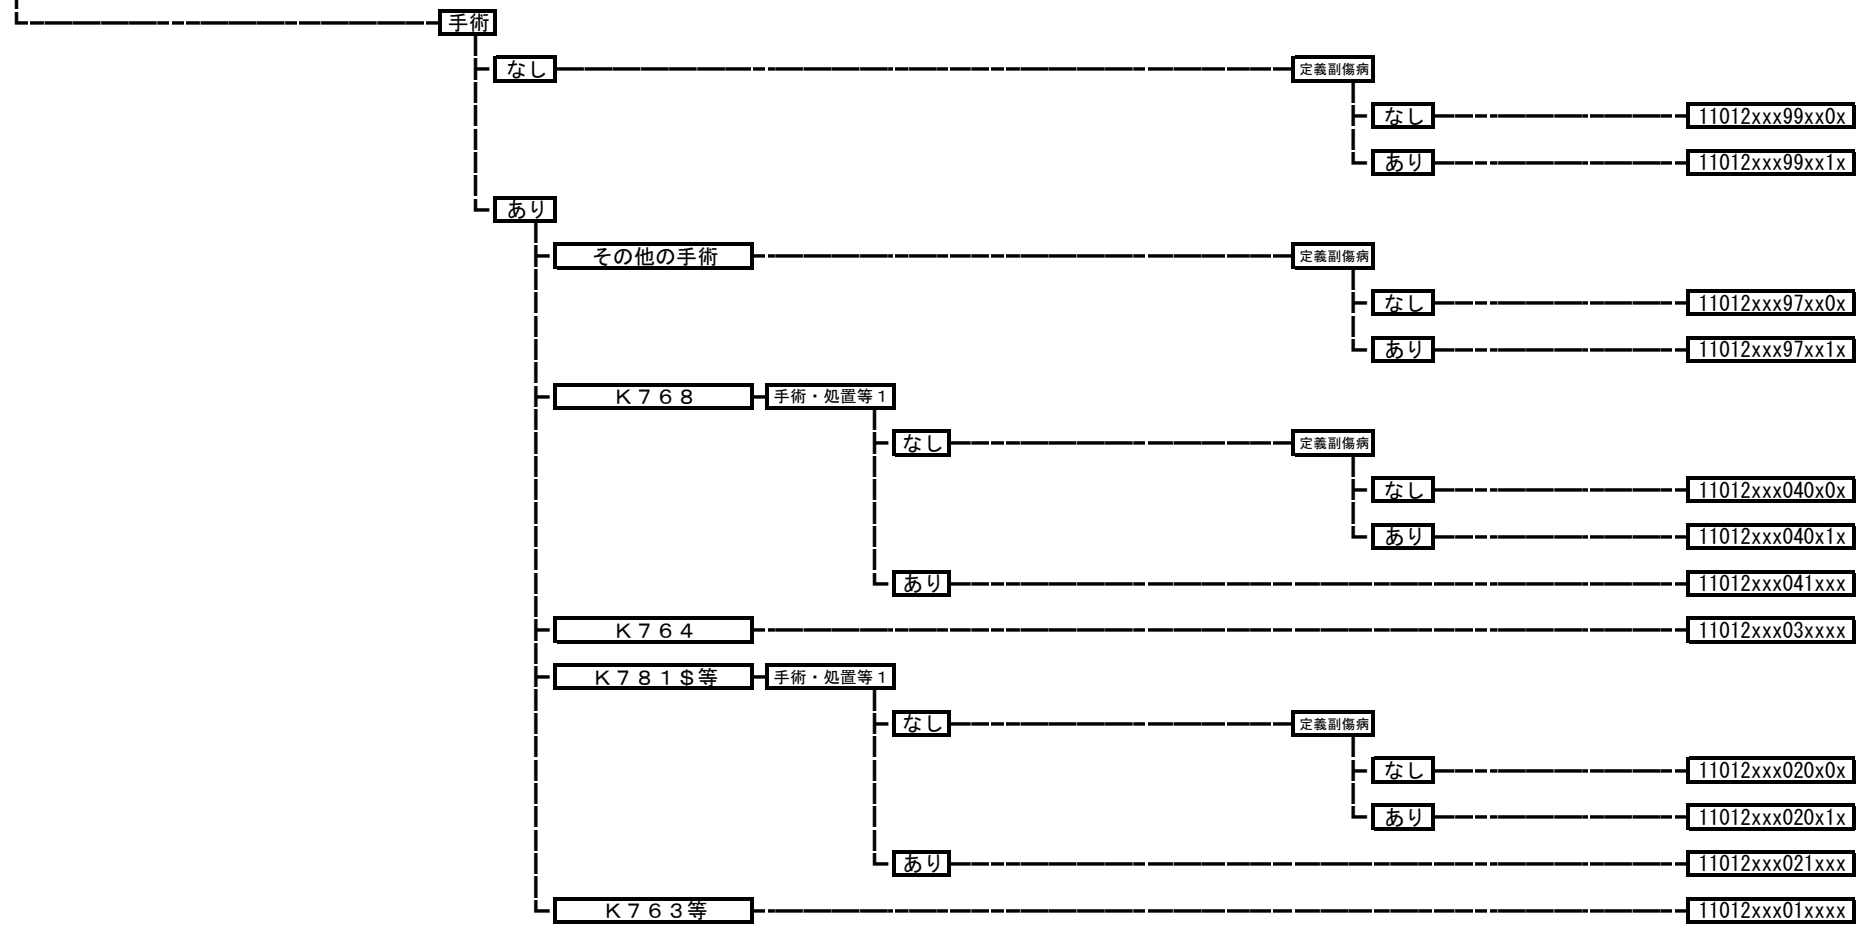 手術
なし 定義副傷病
なし 11012xxx99xx0x
あり 11012xxx99xx1x
あり
その他の手術 定義副傷病
なし 11012xxx97xx0x
あり 11012xxx97xx1x
Ｋ７６８ 手術・処置等１
なし 定義副傷病
なし 11012xxx040x0x
あり 11012xxx040x1x
あり 11012xxx041xxx
Ｋ７６４ 11012xxx03xxxx
Ｋ７８１＄等 手術・処置等１
なし 定義副傷病
なし 11012xxx020x0x
あり 11012xxx020x1x
あり 11012xxx021xxx
Ｋ７６３等 11012xxx01xxxx